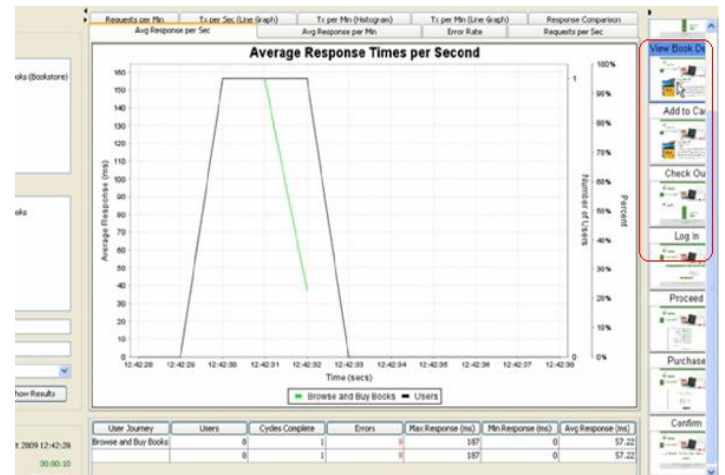 Requests per Min Tx per Sec (Line Graph) Tx per Min (Histogram) Tx per Min (Line Graph) Response Comparison
Avg Response per Sec Avg Response per Min Error Rate Requests per Sec
Average Response Times per Second
160
150
140
130
120
110
100
90
80
70
60
50
40
30
20
10
0
Average Response (ms)
1
0
Number of Users
100%
90%
80%
70%
60%
50%
40%
30%
20%
10%
0%
Percent
12:42:28 12:42:29 12:42:30 12:42:31 12:42:32 12:42:33 12:42:34 12:42:35 12:42:36 12:42:37 12:42:38
Time (secs)
Browse and Buy Books Users
User Journey Users Cycles Complete Errors Max Response (ms) Min Response (ms) Avg Response (ms)
Browse and Buy Books 0 1 9 187 0 57.22
0 1 9 187 0 57.22
oks (Bookstore)
oks
how Results
t 2009 12:42:28
00:00:10
View Book De
Add to Ca
Check Ou
Log in
Proceed
Purchase
Confirm